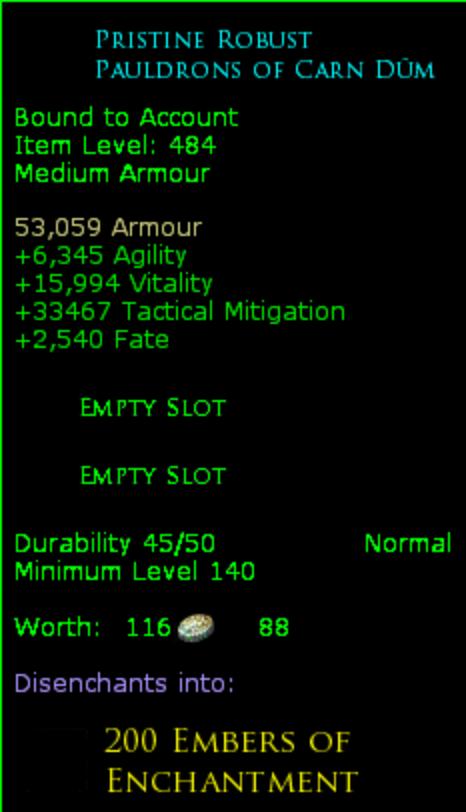 Pristine Robust
Pauldrons of Carn Dûm
Bound to Account
Item Level: 484
Medium Armour
53,059 Armour
+6,345 Agility
+15,994 Vitality
+33467 Tactical Mitigation
+2,540 Fate
Empty Slot
Empty Slot
Durability 45/50 Normal
Minimum Level 140
Worth: 116 88
Disenchants into:
200 Embers of
Enchantment